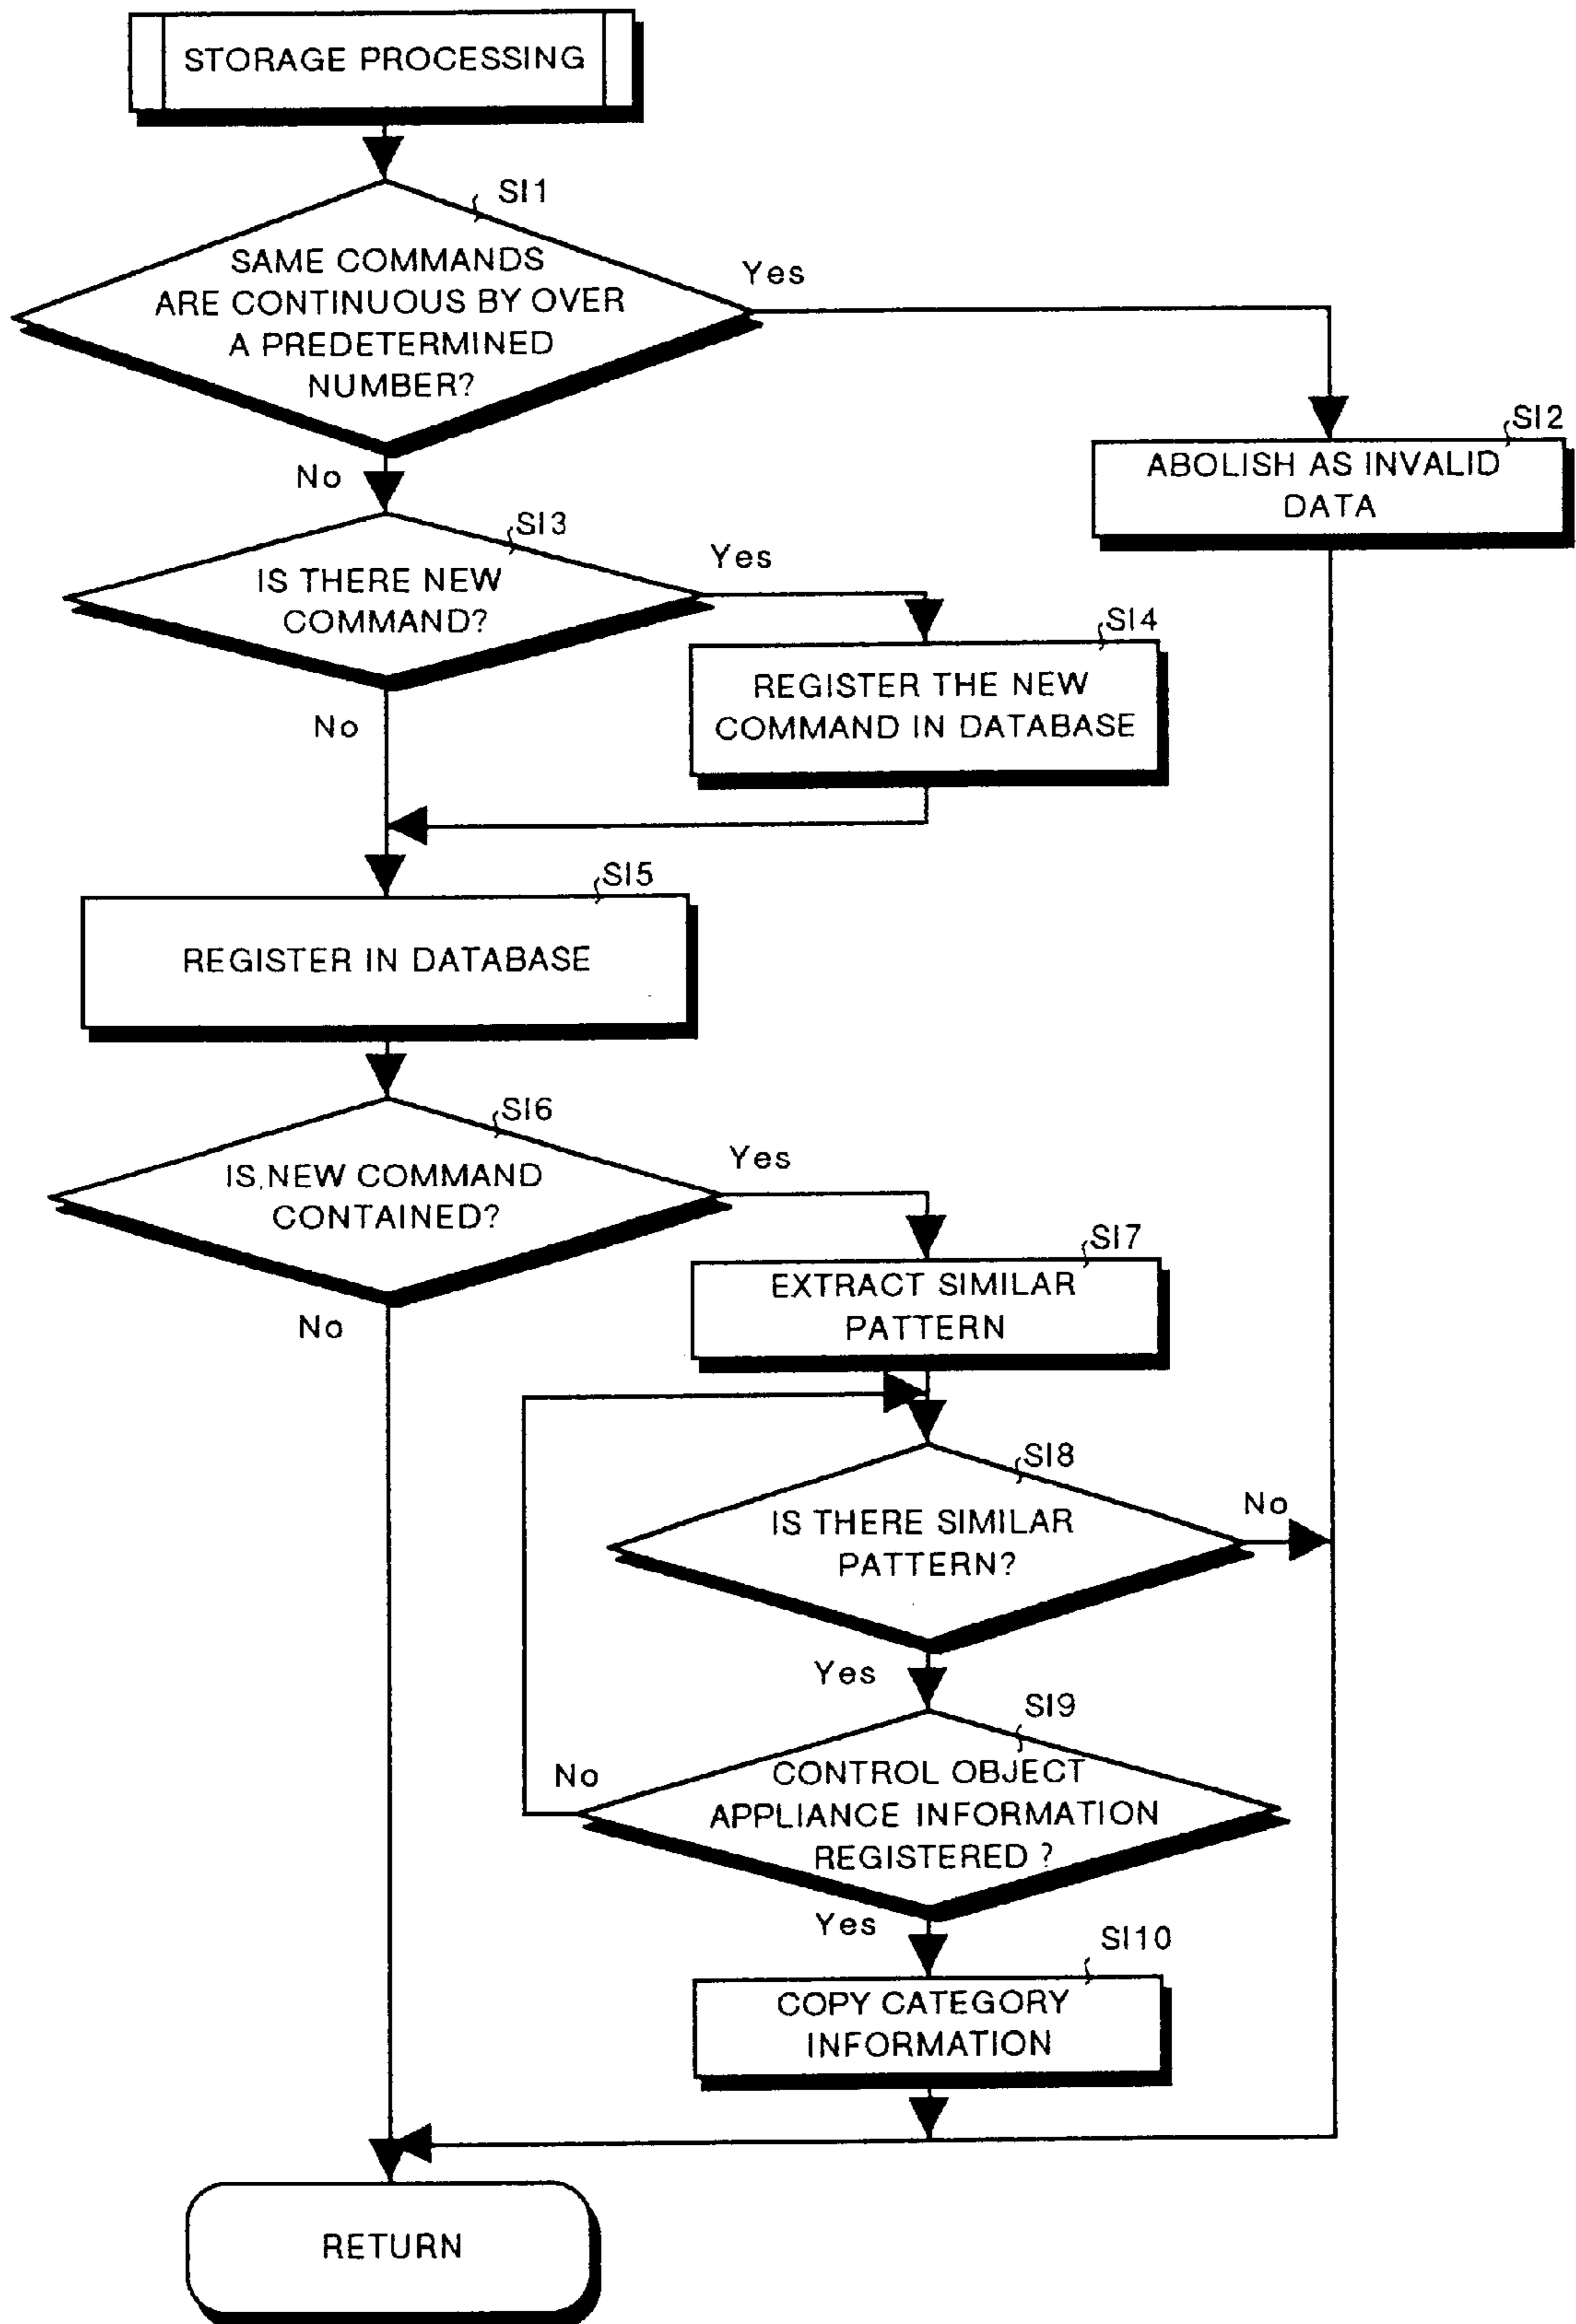 STORAGE PROCESSING
SI1
SAME COMMANDS
ARE CONTINUOUS BY OVER
A PREDETERMINED
NUMBER?
Yes
No
SI2
ABOLISH AS INVALID
DATA
SI3
IS THERE NEW
COMMAND?
Yes
No
SI4
REGISTER THE NEW
COMMAND IN DATABASE
SI5
REGISTER IN DATABASE
SI6
IS NEW COMMAND
CONTAINED?
Yes
No
SI7
EXTRACT SIMILAR
PATTERN
SI8
IS THERE SIMILAR
PATTERN?
No
Yes
SI9
CONTROL OBJECT
APPLIANCE INFORMATION
REGISTERED ?
No
Yes
SI10
COPY CATEGORY
INFORMATION
RETURN